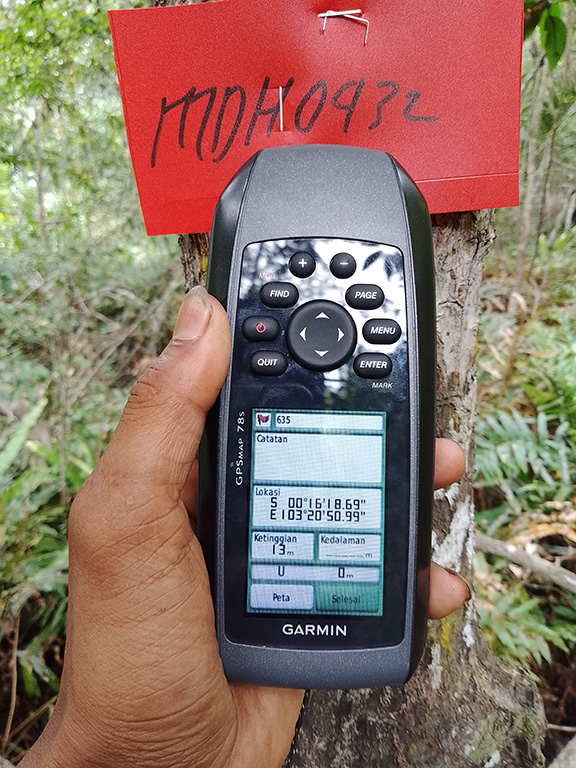 MDH0932
FIND
PAGE
MENU
QUIT
ENTER
MARK
GPSMAP 78s
635
Catatan
Lokasi
S 00°16'18.69"
E103°20'50.99"
Ketinggian
13 m
Kedalaman
_____ m
U
0 m
Peta
Selesai
GARMIN